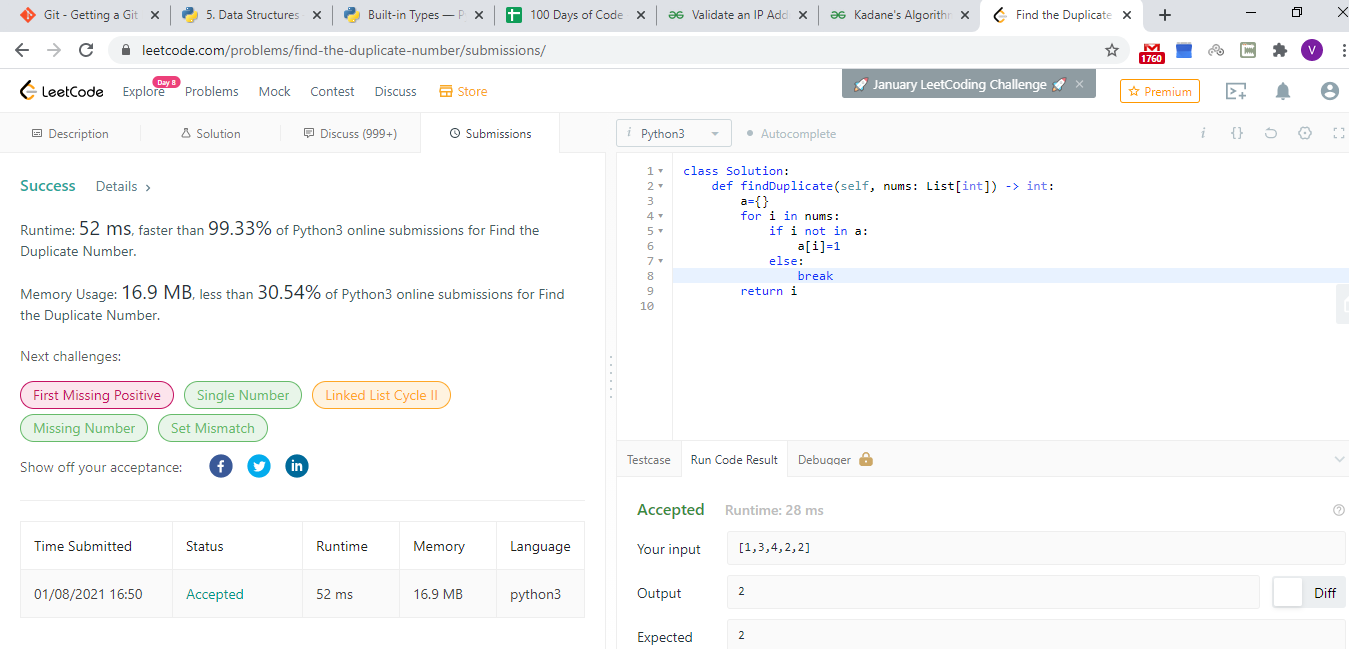 Git - Getting a Git
5. Data Structures
Built-in Types — P
100 Days of Code
Validate an IP Add
Kadane's Algorithm
Find the Duplicate
leetcode.com/problems/find-the-duplicate-number/submissions/
1760
V
LeetCode
Explore
Day 8
Problems
Mock
Contest
Discuss
Store
🚀 January LeetCoding Challenge 🚀 ×
Premium
Description
Solution
Discuss (999+)
Submissions
i Python3
Autocomplete
i {}
Success
Details ›
Runtime: 52 ms, faster than 99.33% of Python3 online submissions for Find the
Duplicate Number.
Memory Usage: 16.9 MB, less than 30.54% of Python3 online submissions for Find
the Duplicate Number.
Next challenges:
First Missing Positive
Single Number
Linked List Cycle II
Missing Number
Set Mismatch
Show off your acceptance:
f
in
Time Submitted Status Runtime Memory Language
01/08/2021 16:50 Accepted 52 ms 16.9 MB python3
1 class Solution:
2 def findDuplicate(self, nums: List[int]) -> int:
3 a={}
4 for i in nums:
5 if i not in a:
6 a[i]=1
7 else:
8 break
9 return i
10
Testcase
Run Code Result
Debugger
Accepted Runtime: 28 ms
Your input [1,3,4,2,2]
Output 2
Diff
Expected 2